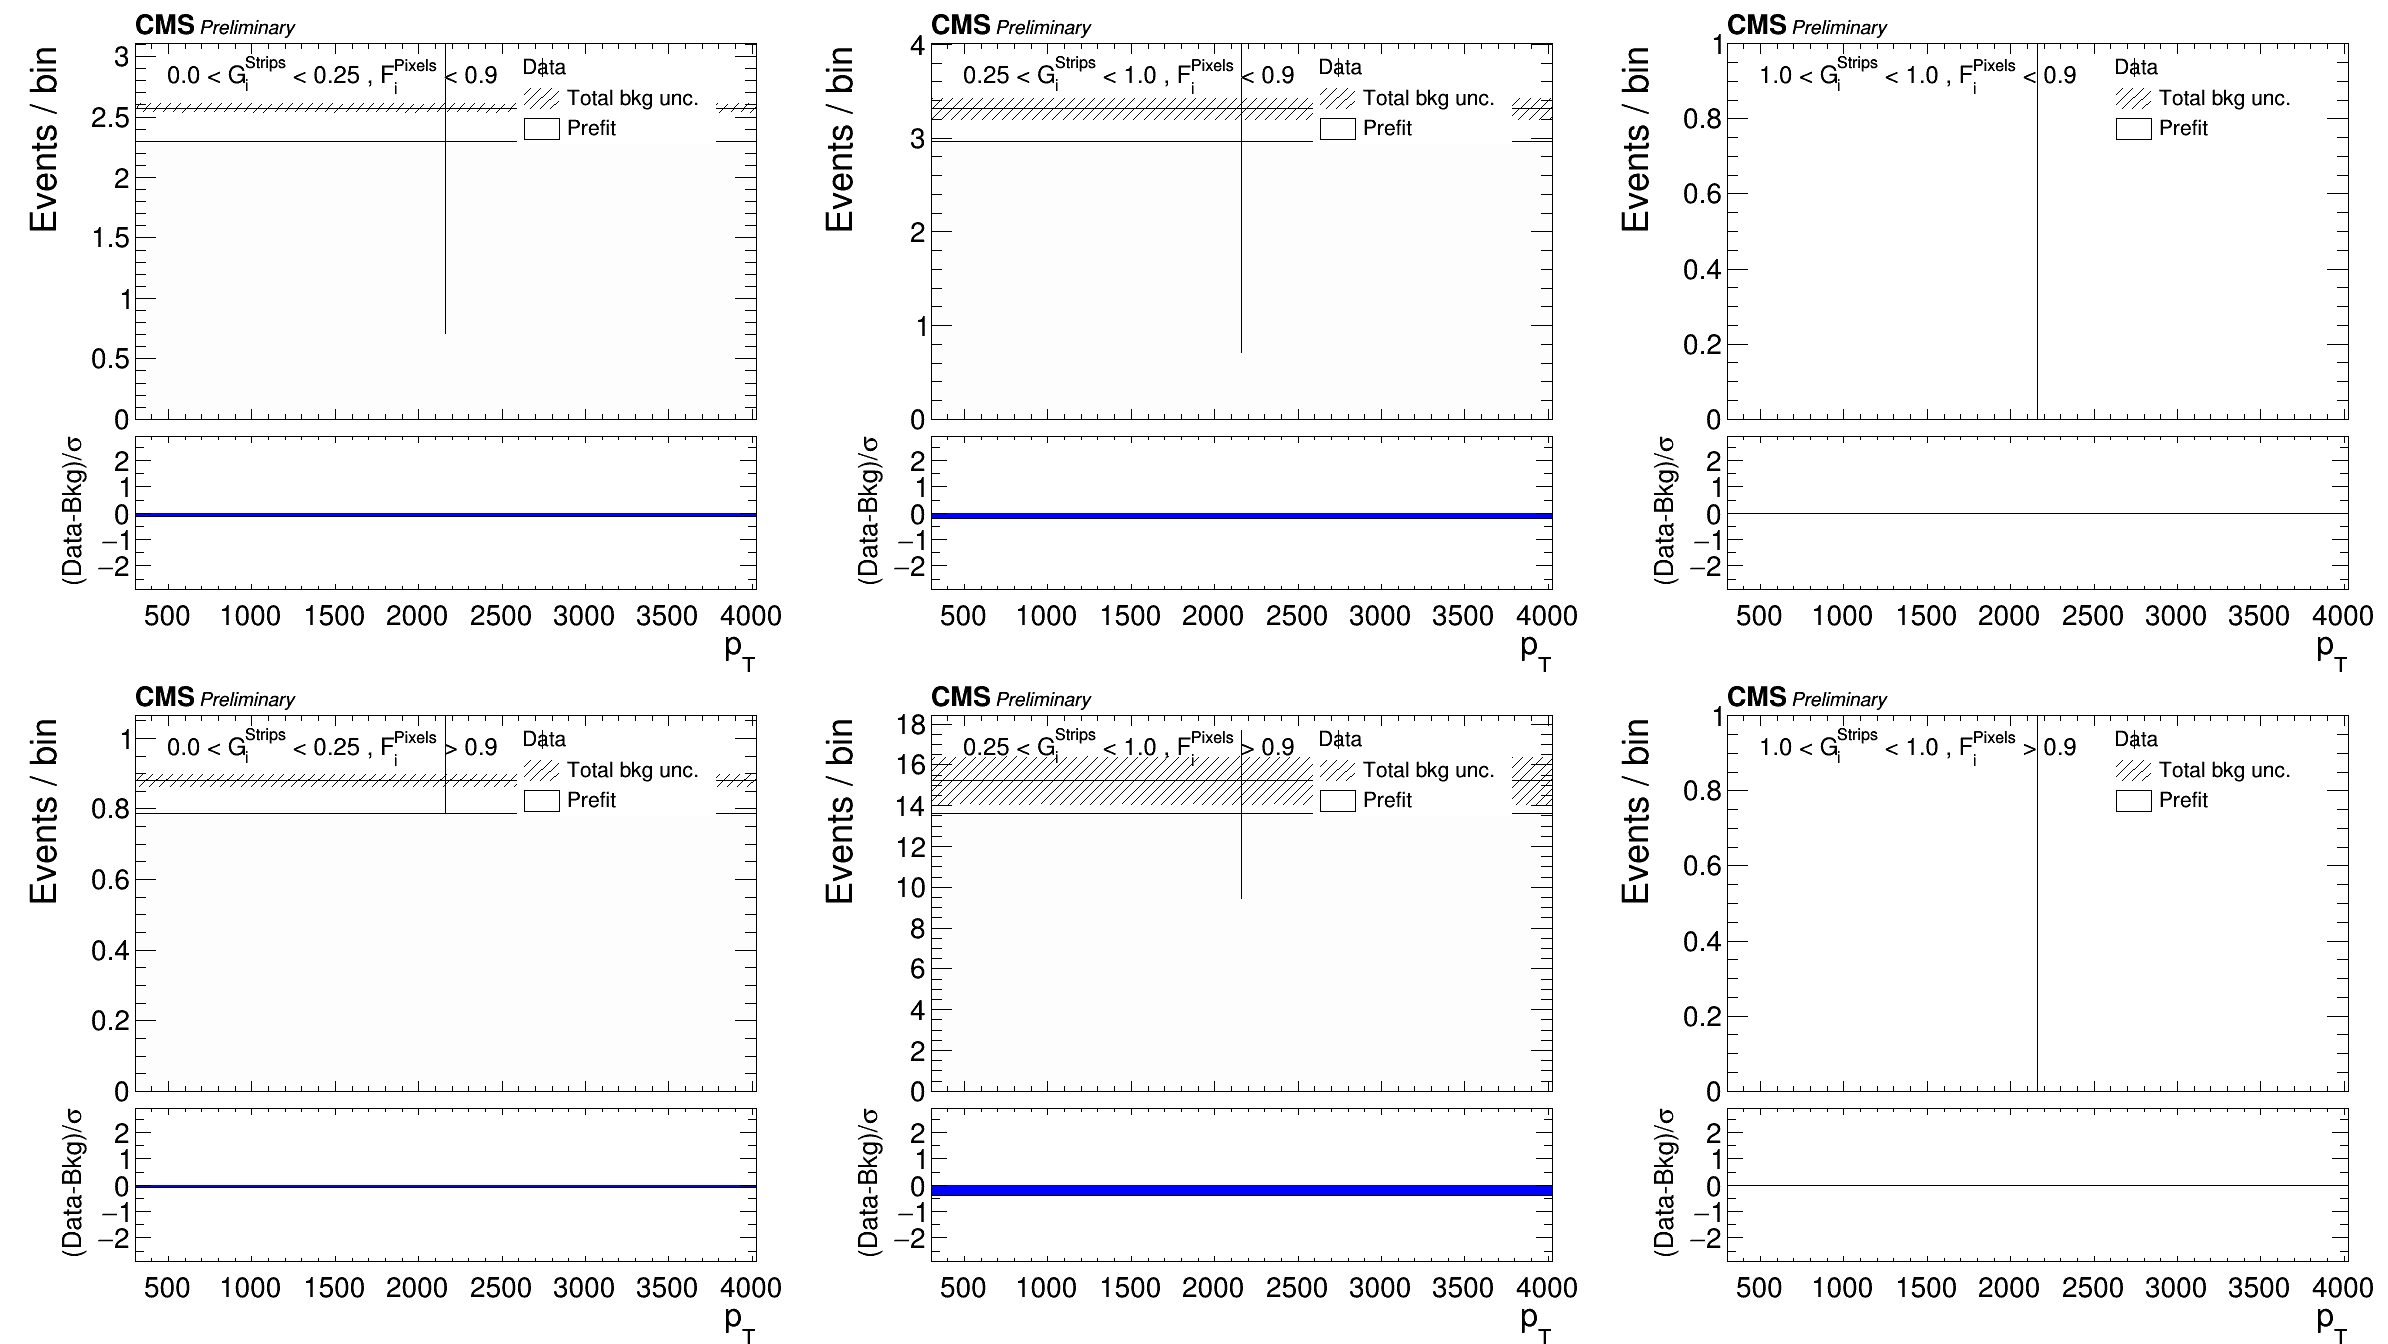 CMS Preliminary
Events / bin
0.0 < G_i^Strips < 0.25 , F_i^Pixels < 0.9
Data
Total bkg unc.
Prefit
3
2.5
2
1.5
1
0.5
0
(Data-Bkg)/σ
2
1
0
−1
−2
500 1000 1500 2000 2500 3000 3500 4000
p_T
CMS Preliminary
Events / bin
0.25 < G_i^Strips < 1.0 , F_i^Pixels < 0.9
Data
Total bkg unc.
Prefit
4
3
2
1
0
(Data-Bkg)/σ
2
1
0
−1
−2
500 1000 1500 2000 2500 3000 3500 4000
p_T
CMS Preliminary
Events / bin
1.0 < G_i^Strips < 1.0 , F_i^Pixels < 0.9
Data
Total bkg unc.
Prefit
1
0.8
0.6
0.4
0.2
0
(Data-Bkg)/σ
2
1
0
−1
−2
500 1000 1500 2000 2500 3000 3500 4000
p_T
CMS Preliminary
Events / bin
0.0 < G_i^Strips < 0.25 , F_i^Pixels > 0.9
Data
Total bkg unc.
Prefit
1
0.8
0.6
0.4
0.2
0
(Data-Bkg)/σ
2
1
0
−1
−2
500 1000 1500 2000 2500 3000 3500 4000
p_T
CMS Preliminary
Events / bin
0.25 < G_i^Strips < 1.0 , F_i^Pixels > 0.9
Data
Total bkg unc.
Prefit
18
16
14
12
10
8
6
4
2
0
(Data-Bkg)/σ
2
1
0
−1
−2
500 1000 1500 2000 2500 3000 3500 4000
p_T
CMS Preliminary
Events / bin
1.0 < G_i^Strips < 1.0 , F_i^Pixels > 0.9
Data
Total bkg unc.
Prefit
1
0.8
0.6
0.4
0.2
0
(Data-Bkg)/σ
2
1
0
−1
−2
500 1000 1500 2000 2500 3000 3500 4000
p_T